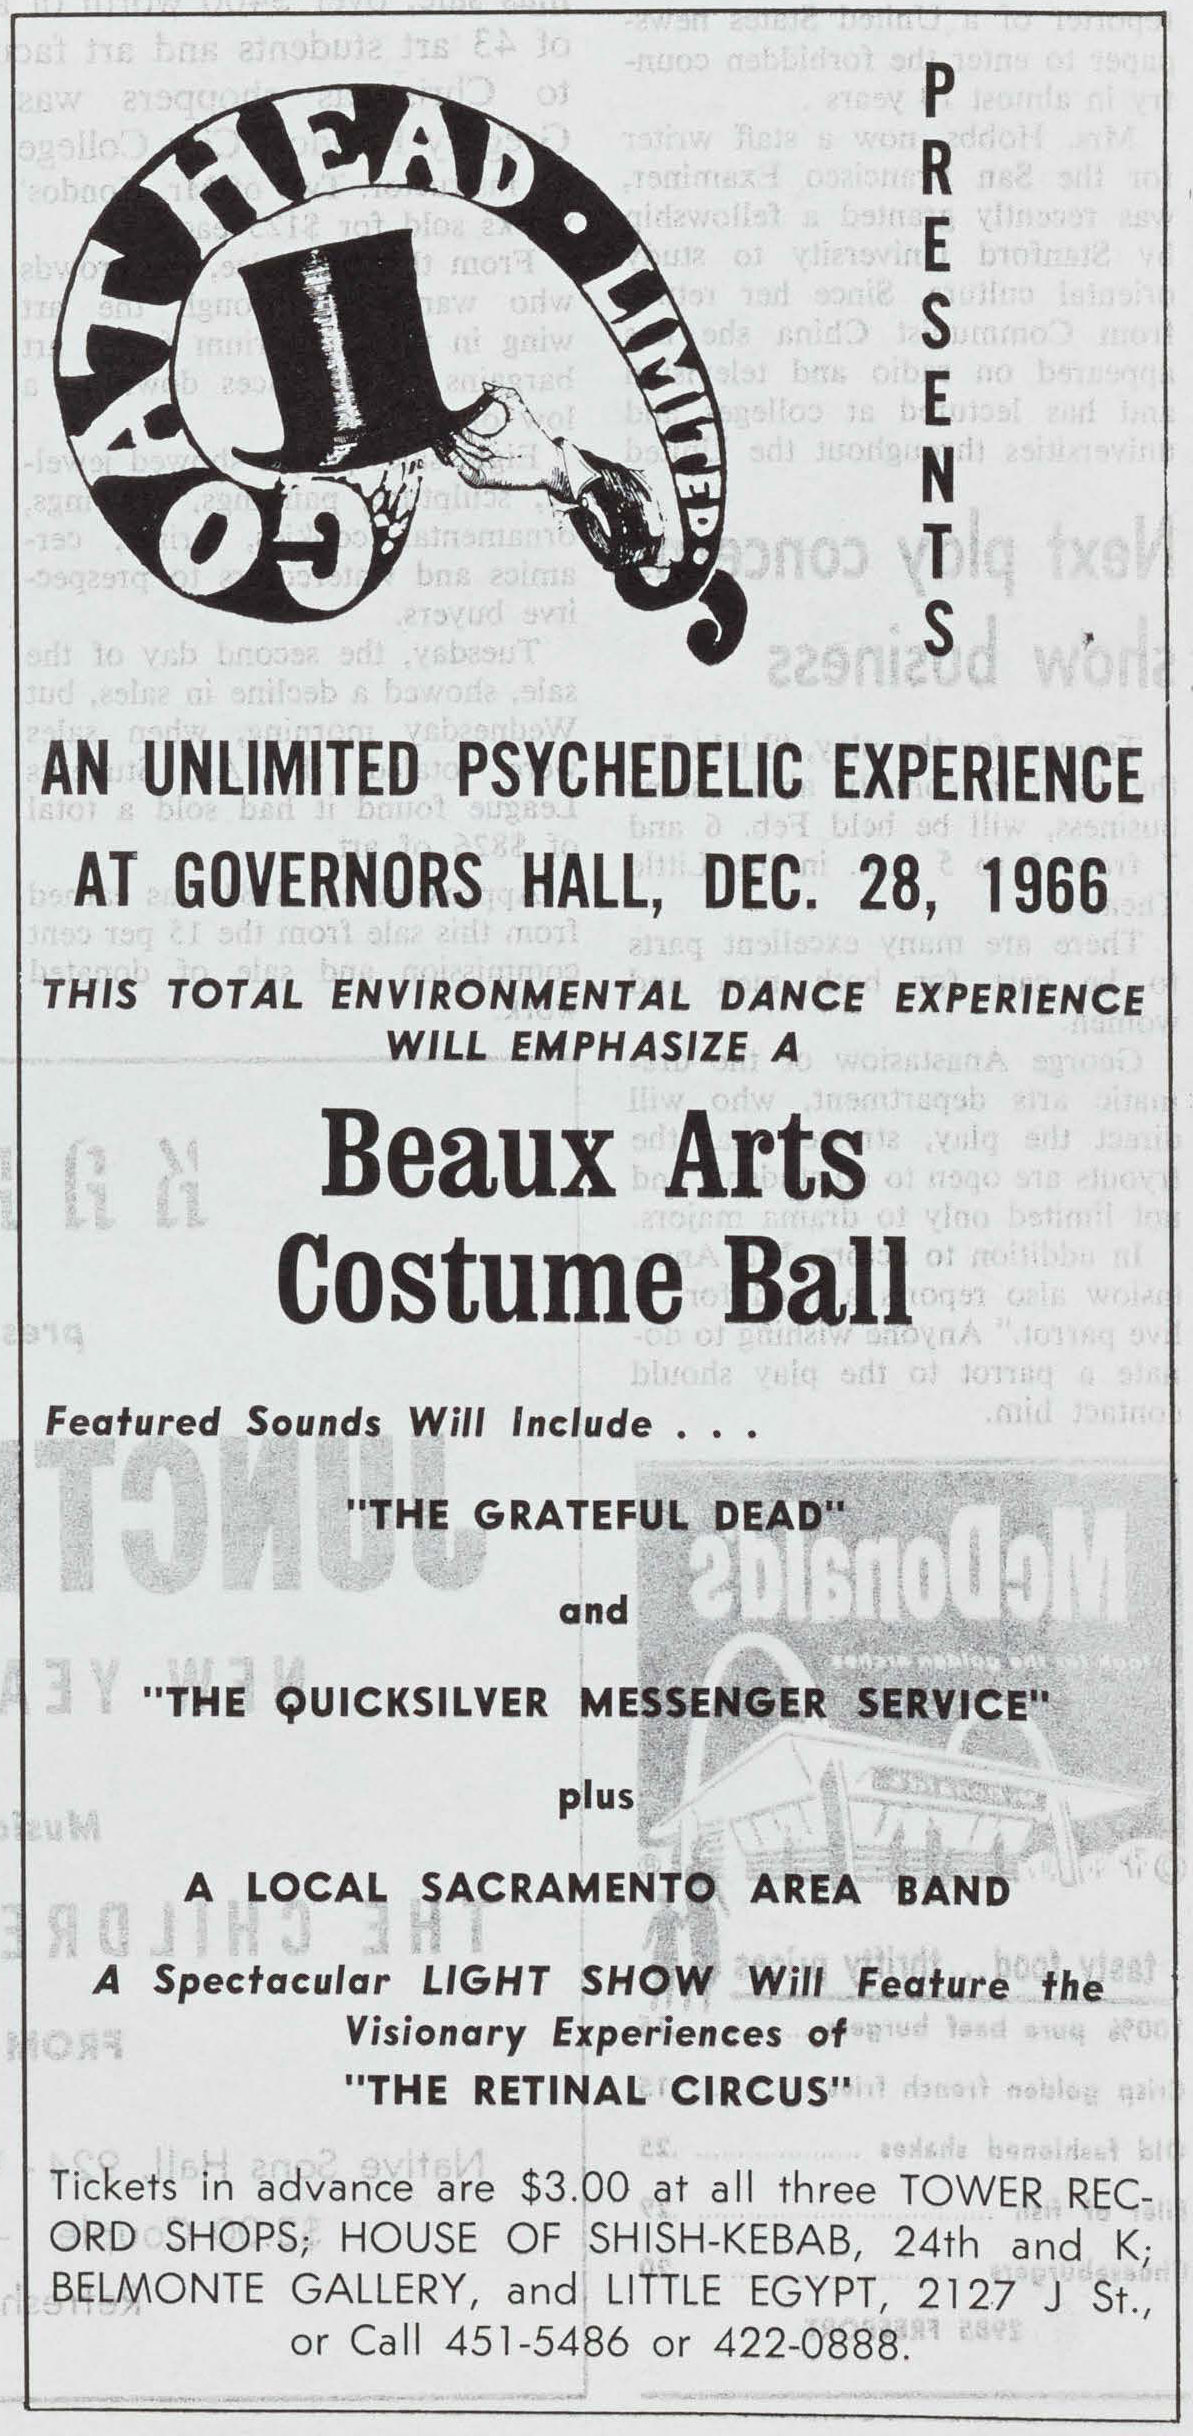 COATHEAD • LIMITED •
PRESENTS
AN UNLIMITED PSYCHEDELIC EXPERIENCE
AT GOVERNORS HALL, DEC. 28, 1966
THIS TOTAL ENVIRONMENTAL DANCE EXPERIENCE
WILL EMPHASIZE A
Beaux Arts
Costume Ball
Featured Sounds Will Include . . .
"THE GRATEFUL DEAD"
and
"THE QUICKSILVER MESSENGER SERVICE"
plus
A LOCAL SACRAMENTO AREA BAND
A Spectacular LIGHT SHOW Will Feature the
Visionary Experiences of
"THE RETINAL CIRCUS"
Tickets in advance are $3.00 at all three TOWER REC-
ORD SHOPS; HOUSE OF SHISH-KEBAB, 24th and K;
BELMONTE GALLERY, and LITTLE EGYPT, 2127 J St.,
or Call 451-5486 or 422-0888.